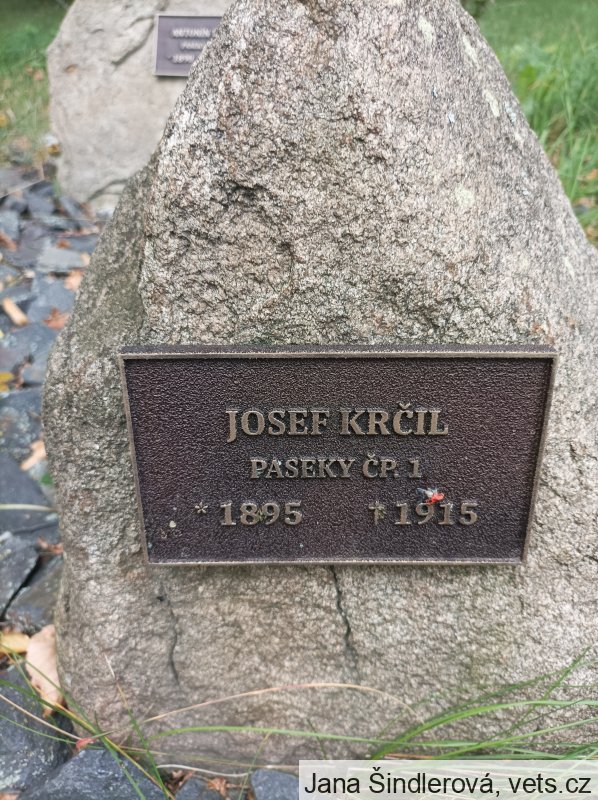 JOSEF KRČIL
PASEKY ČP. 1
* 1895 † 1915
Jana Šindlerová, vets.cz